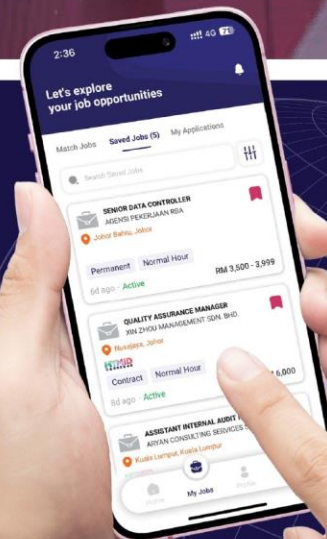 2:36
4G 73
Let's explore
your job opportunities
Match Jobs Saved Jobs (5) My Applications
Search Saved Jobs
SENIOR DATA CONTROLLER
AGENSI PEKERJAAN RBA
Johor Bahru, Johor
Permanent Normal Hour
RM 3,500 - 3,999
6d ago - Active
QUALITY ASSURANCE MANAGER
XIN ZHOU MANAGEMENT SDN. BHD.
Nusajaya, Johor
Contract Normal Hour
6,000
8d ago - Active
ASSISTANT INTERNAL AUDIT
ARYAN CONSULTING SERVICES
Kuala Lumpur, Kuala Lumpur
Home My Jobs Profile